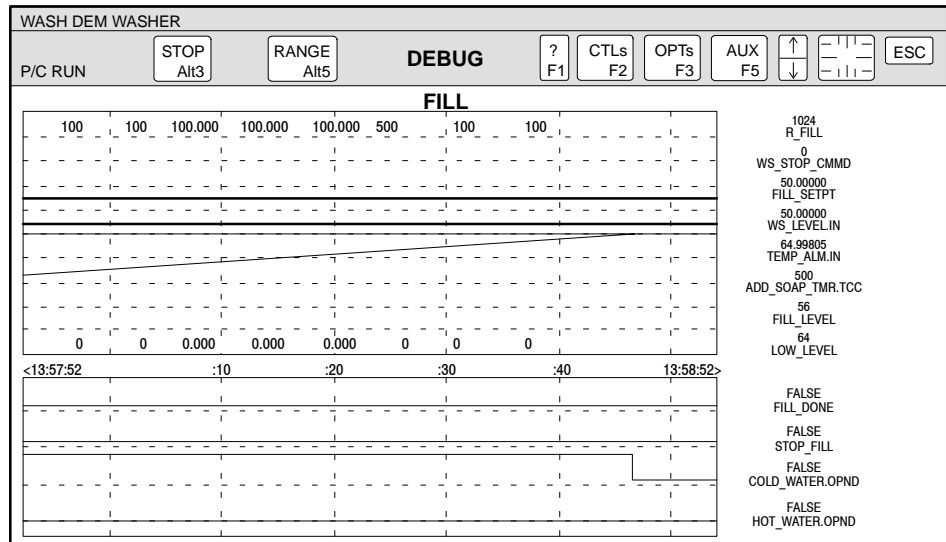 WASH DEM WASHER
P/C RUN
STOP
Alt3
RANGE
Alt5
DEBUG
?
F1
CTLs
F2
OPTs
F3
AUX
F5
ESC
FILL
100 100 100.000 100.000 100.000 500 100 100
0 0 0.000 0.000 0.000 0 0 0
1024
R_FILL
0
WS_STOP_CMMD
50.00000
FILL_SETPT
50.00000
WS_LEVEL.IN
64.99805
TEMP_ALM.IN
500
ADD_SOAP_TMR.TCC
56
FILL_LEVEL
64
LOW_LEVEL
<13:57:52 :10 :20 :30 :40 13:58:52>
FALSE
FILL_DONE
FALSE
STOP_FILL
FALSE
COLD_WATER.OPND
FALSE
HOT_WATER.OPND